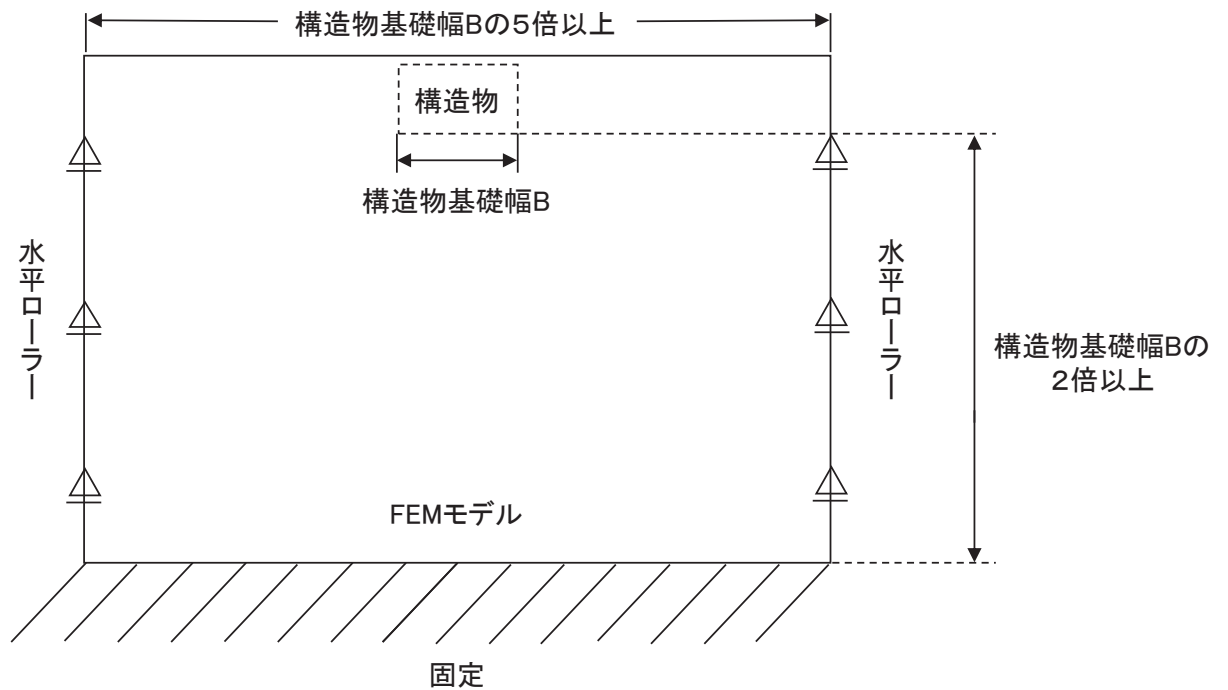 構造物基礎幅Bの5倍以上
構造物
構造物基礎幅B
水平ローラー
水平ローラー
構造物基礎幅Bの
2倍以上
FEMモデル
固定